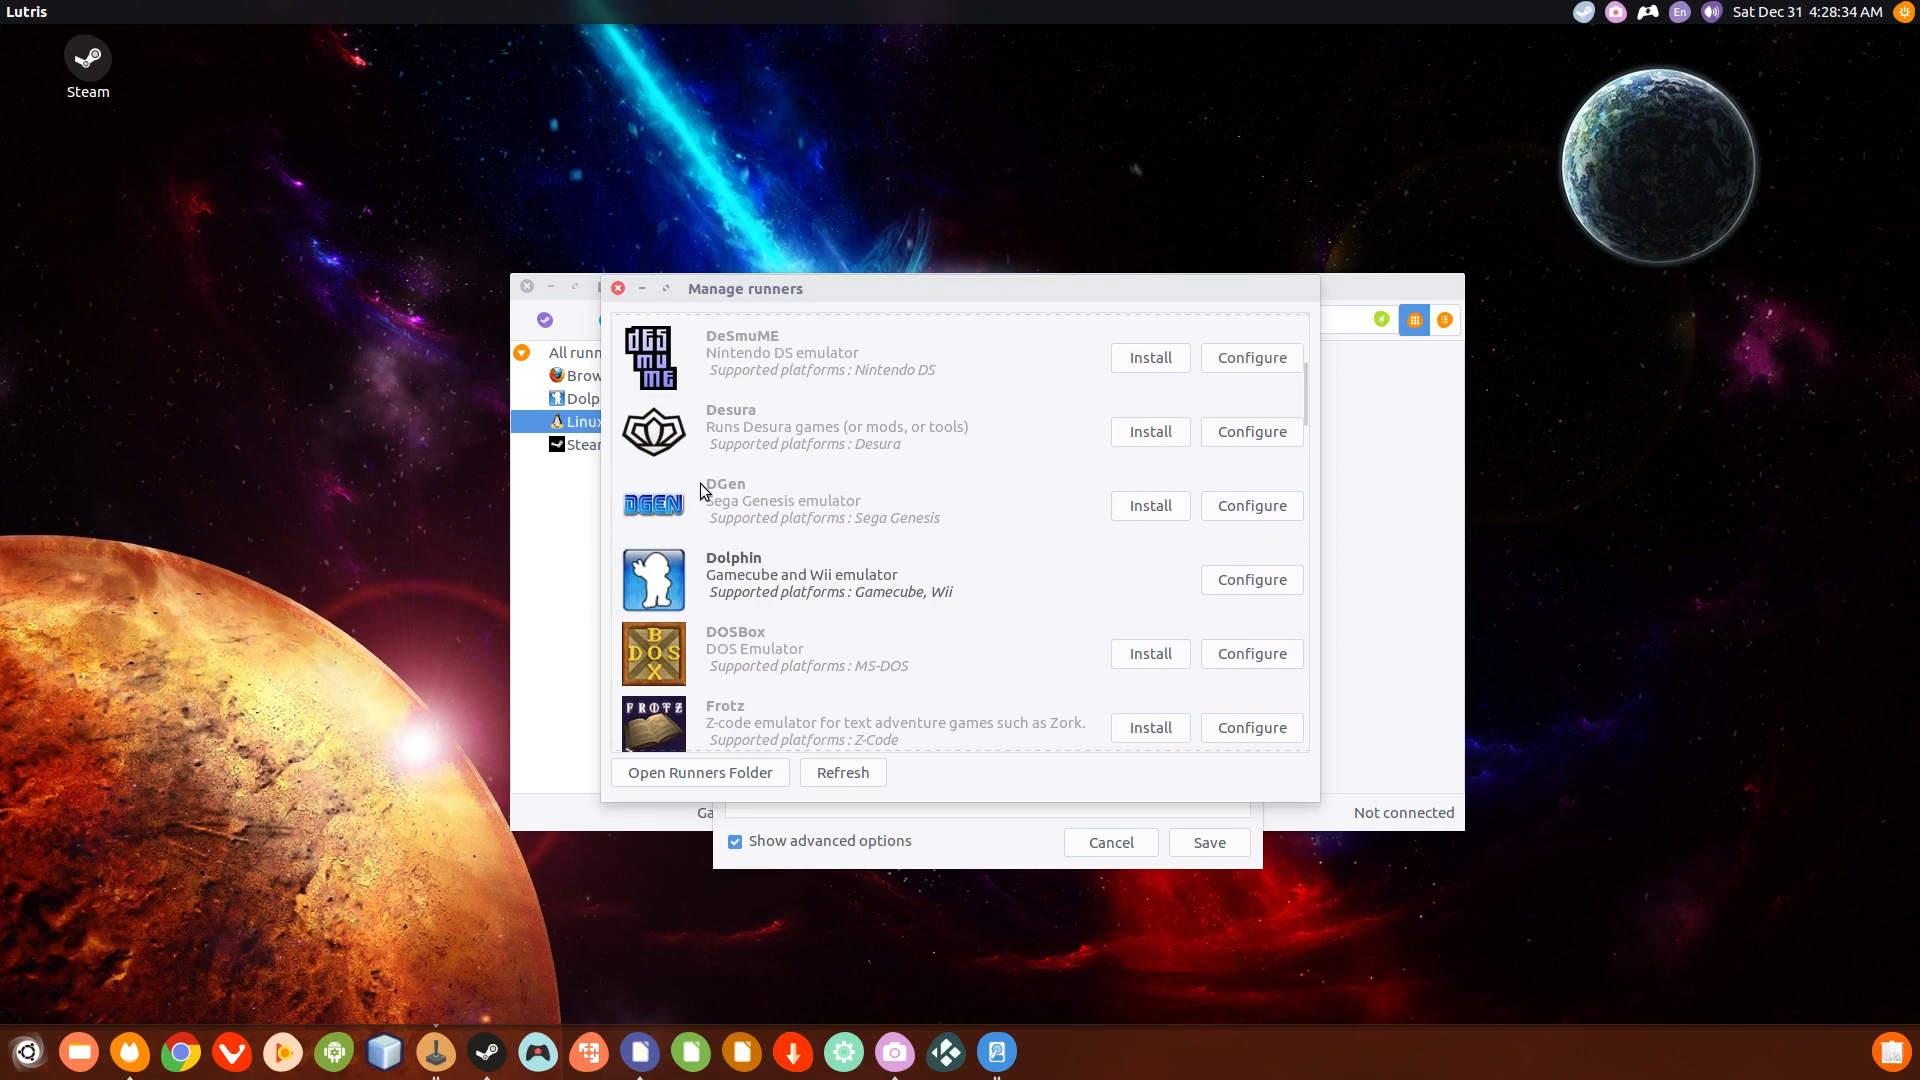 Lutris
En
Sat Dec 31 4:28:34 AM
Steam
Manage runners
All runn
Brow
Dolp
Linux
Stear
DES
MU
ME
DeSmuME
Nintendo DS emulator
Supported platforms : Nintendo DS
Install
Configure
Desura
Runs Desura games (or mods, or tools)
Supported platforms : Desura
Install
Configure
DGEN
DGen
Sega Genesis emulator
Supported platforms : Sega Genesis
Install
Configure
Dolphin
Gamecube and Wii emulator
Supported platforms : Gamecube, Wii
Configure
B
DOS
X
DOSBox
DOS Emulator
Supported platforms : MS-DOS
Install
Configure
FROTZ
Frotz
Z-code emulator for text adventure games such as Zork.
Supported platforms : Z-Code
Install
Configure
Open Runners Folder
Refresh
Ga
Not connected
Show advanced options
Cancel
Save